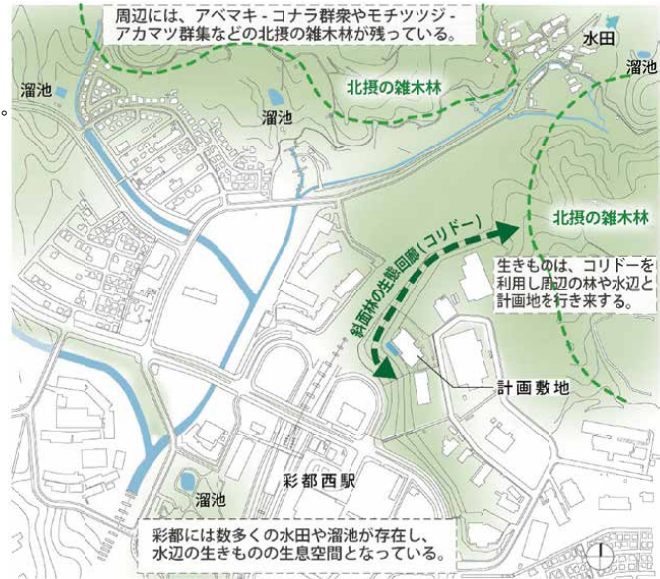 周辺には、アベマキ - コナラ群衆やモチツツジ -
アカマツ群集などの北摂の雑木林が残っている。
水田
溜池
溜池
北摂の雑木林
溜池
。
北摂の雑木林
斜面林の生態回廊(コリドー)
生きものは、コリドーを
利用し周辺の林や水辺と
計画地を行き来する。
計画敷地
彩都西駅
溜池
彩都には数多くの水田や溜池が存在し、
水辺の生きものの生息空間となっている。